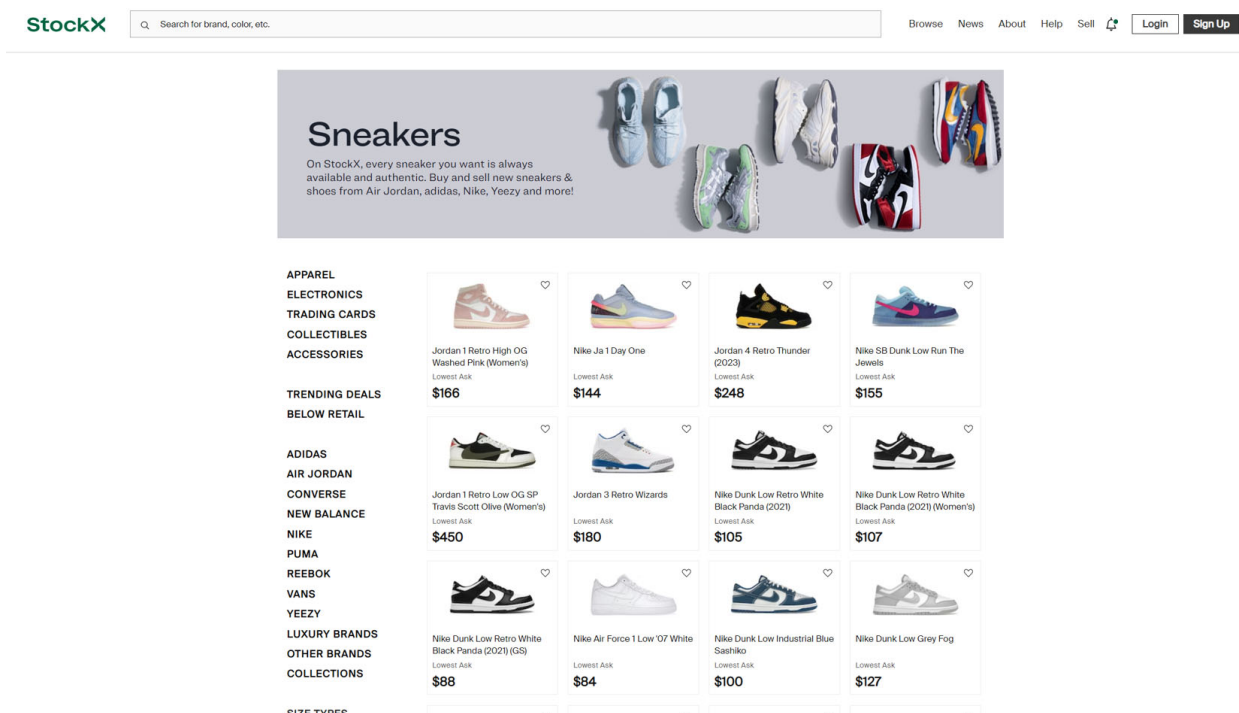 StockX
Search for brand, color, etc.
Browse News About Help Sell Login Sign Up
Sneakers
On StockX, every sneaker you want is always
available and authentic. Buy and sell new sneakers &
shoes from Air Jordan, adidas, Nike, Yeezy and more!
APPAREL
ELECTRONICS
TRADING CARDS
COLLECTIBLES
ACCESSORIES
TRENDING DEALS
BELOW RETAIL
ADIDAS
AIR JORDAN
CONVERSE
NEW BALANCE
NIKE
PUMA
REEBOK
VANS
YEEZY
LUXURY BRANDS
OTHER BRANDS
COLLECTIONS
SIZE TYPES
Jordan 1 Retro High OG
Washed Pink (Women's)
Lowest Ask
$166
Nike Ja 1 Day One
Lowest Ask
$144
Jordan 4 Retro Thunder
(2023)
Lowest Ask
$248
Nike SB Dunk Low Run The
Jewels
Lowest Ask
$155
Jordan 1 Retro Low OG SP
Travis Scott Olive (Women's)
Lowest Ask
$450
Jordan 3 Retro Wizards
Lowest Ask
$180
Nike Dunk Low Retro White
Black Panda (2021)
Lowest Ask
$105
Nike Dunk Low Retro White
Black Panda (2021) (Women's)
Lowest Ask
$107
Nike Dunk Low Retro White
Black Panda (2021) (GS)
Lowest Ask
$88
Nike Air Force 1 Low '07 White
Lowest Ask
$84
Nike Dunk Low Industrial Blue
Sashiko
Lowest Ask
$100
Nike Dunk Low Grey Fog
Lowest Ask
$127